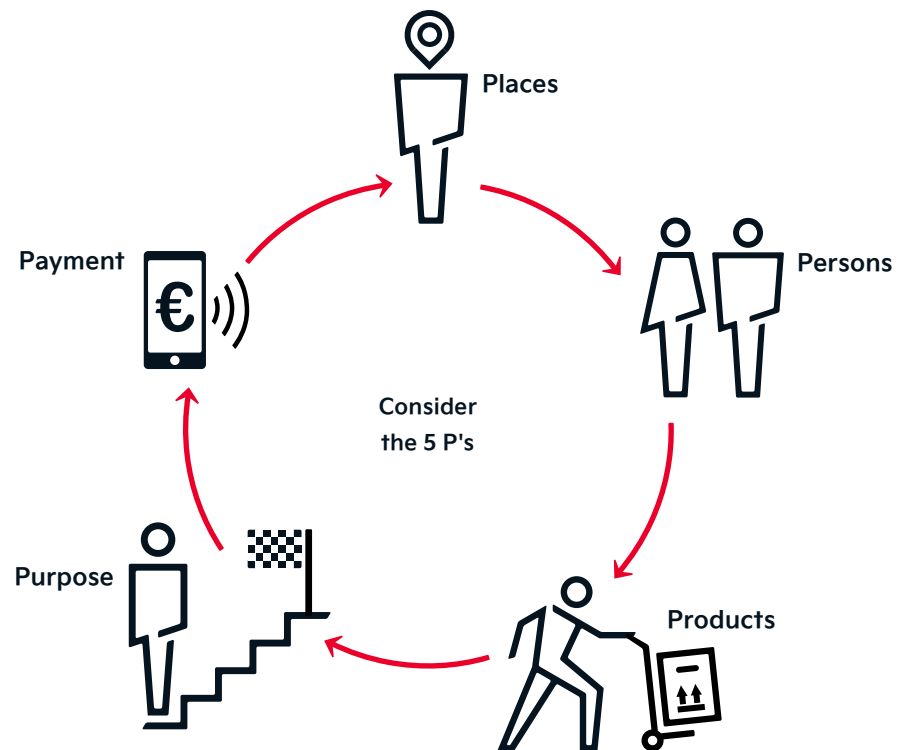 Places
Persons
Payment
€
Consider
the 5 P's
Purpose
Products